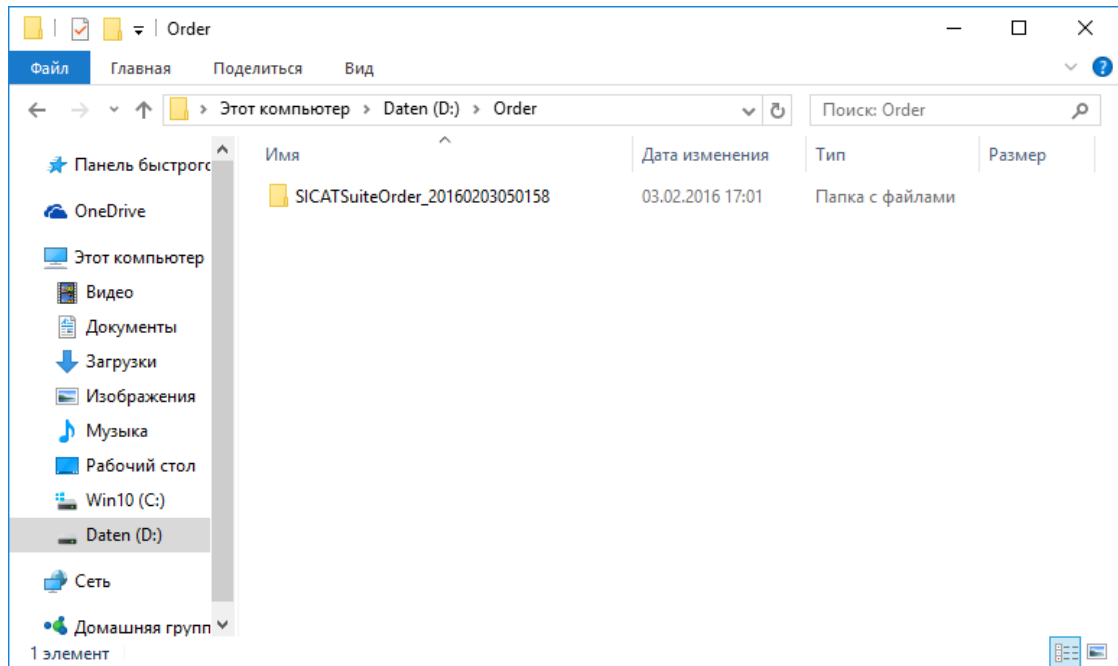 Order
Файл Главная Поделиться Вид
Этот компьютер > Daten (D:) > Order
Поиск: Order
Имя Дата изменения Тип Размер
SICATSuiteOrder_20160203050158 03.02.2016 17:01 Папка с файлами
Панель быстрого
OneDrive
Этот компьютер
Видео
Документы
Загрузки
Изображения
Музыка
Рабочий стол
Win10 (C:)
Daten (D:)
Сеть
Домашняя групп
1 элемент